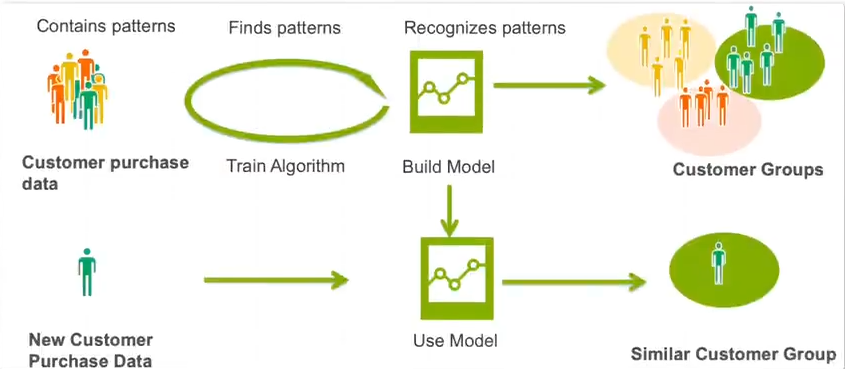 Contains patterns
Finds patterns
Recognizes patterns
Customer purchase
data
Train Algorithm
Build Model
Customer Groups
New Customer
Purchase Data
Use Model
Similar Customer Group